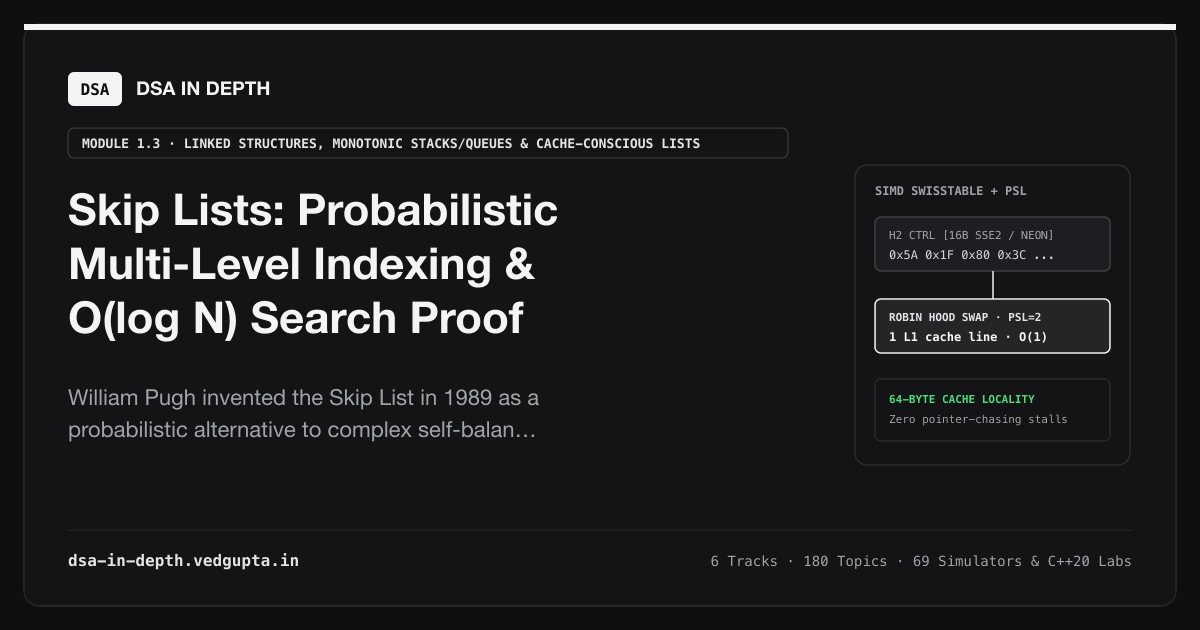 DSA
DSA IN DEPTH
MODULE 1.3 · LINKED STRUCTURES, MONOTONIC STACKS/QUEUES & CACHE-CONSCIOUS LISTS
Skip Lists: Probabilistic
Multi-Level Indexing &
O(log N) Search Proof
William Pugh invented the Skip List in 1989 as a
probabilistic alternative to complex self-balan...
SIMD SWISSTABLE + PSL
H2 CTRL [16B SSE2 / NEON]
0x5A 0x1F 0x80 0x3C ...
ROBIN HOOD SWAP · PSL=2
1 L1 cache line · O(1)
64-BYTE CACHE LOCALITY
Zero pointer-chasing stalls
dsa-in-depth.vedgupta.in
6 Tracks · 180 Topics · 69 Simulators & C++20 Labs